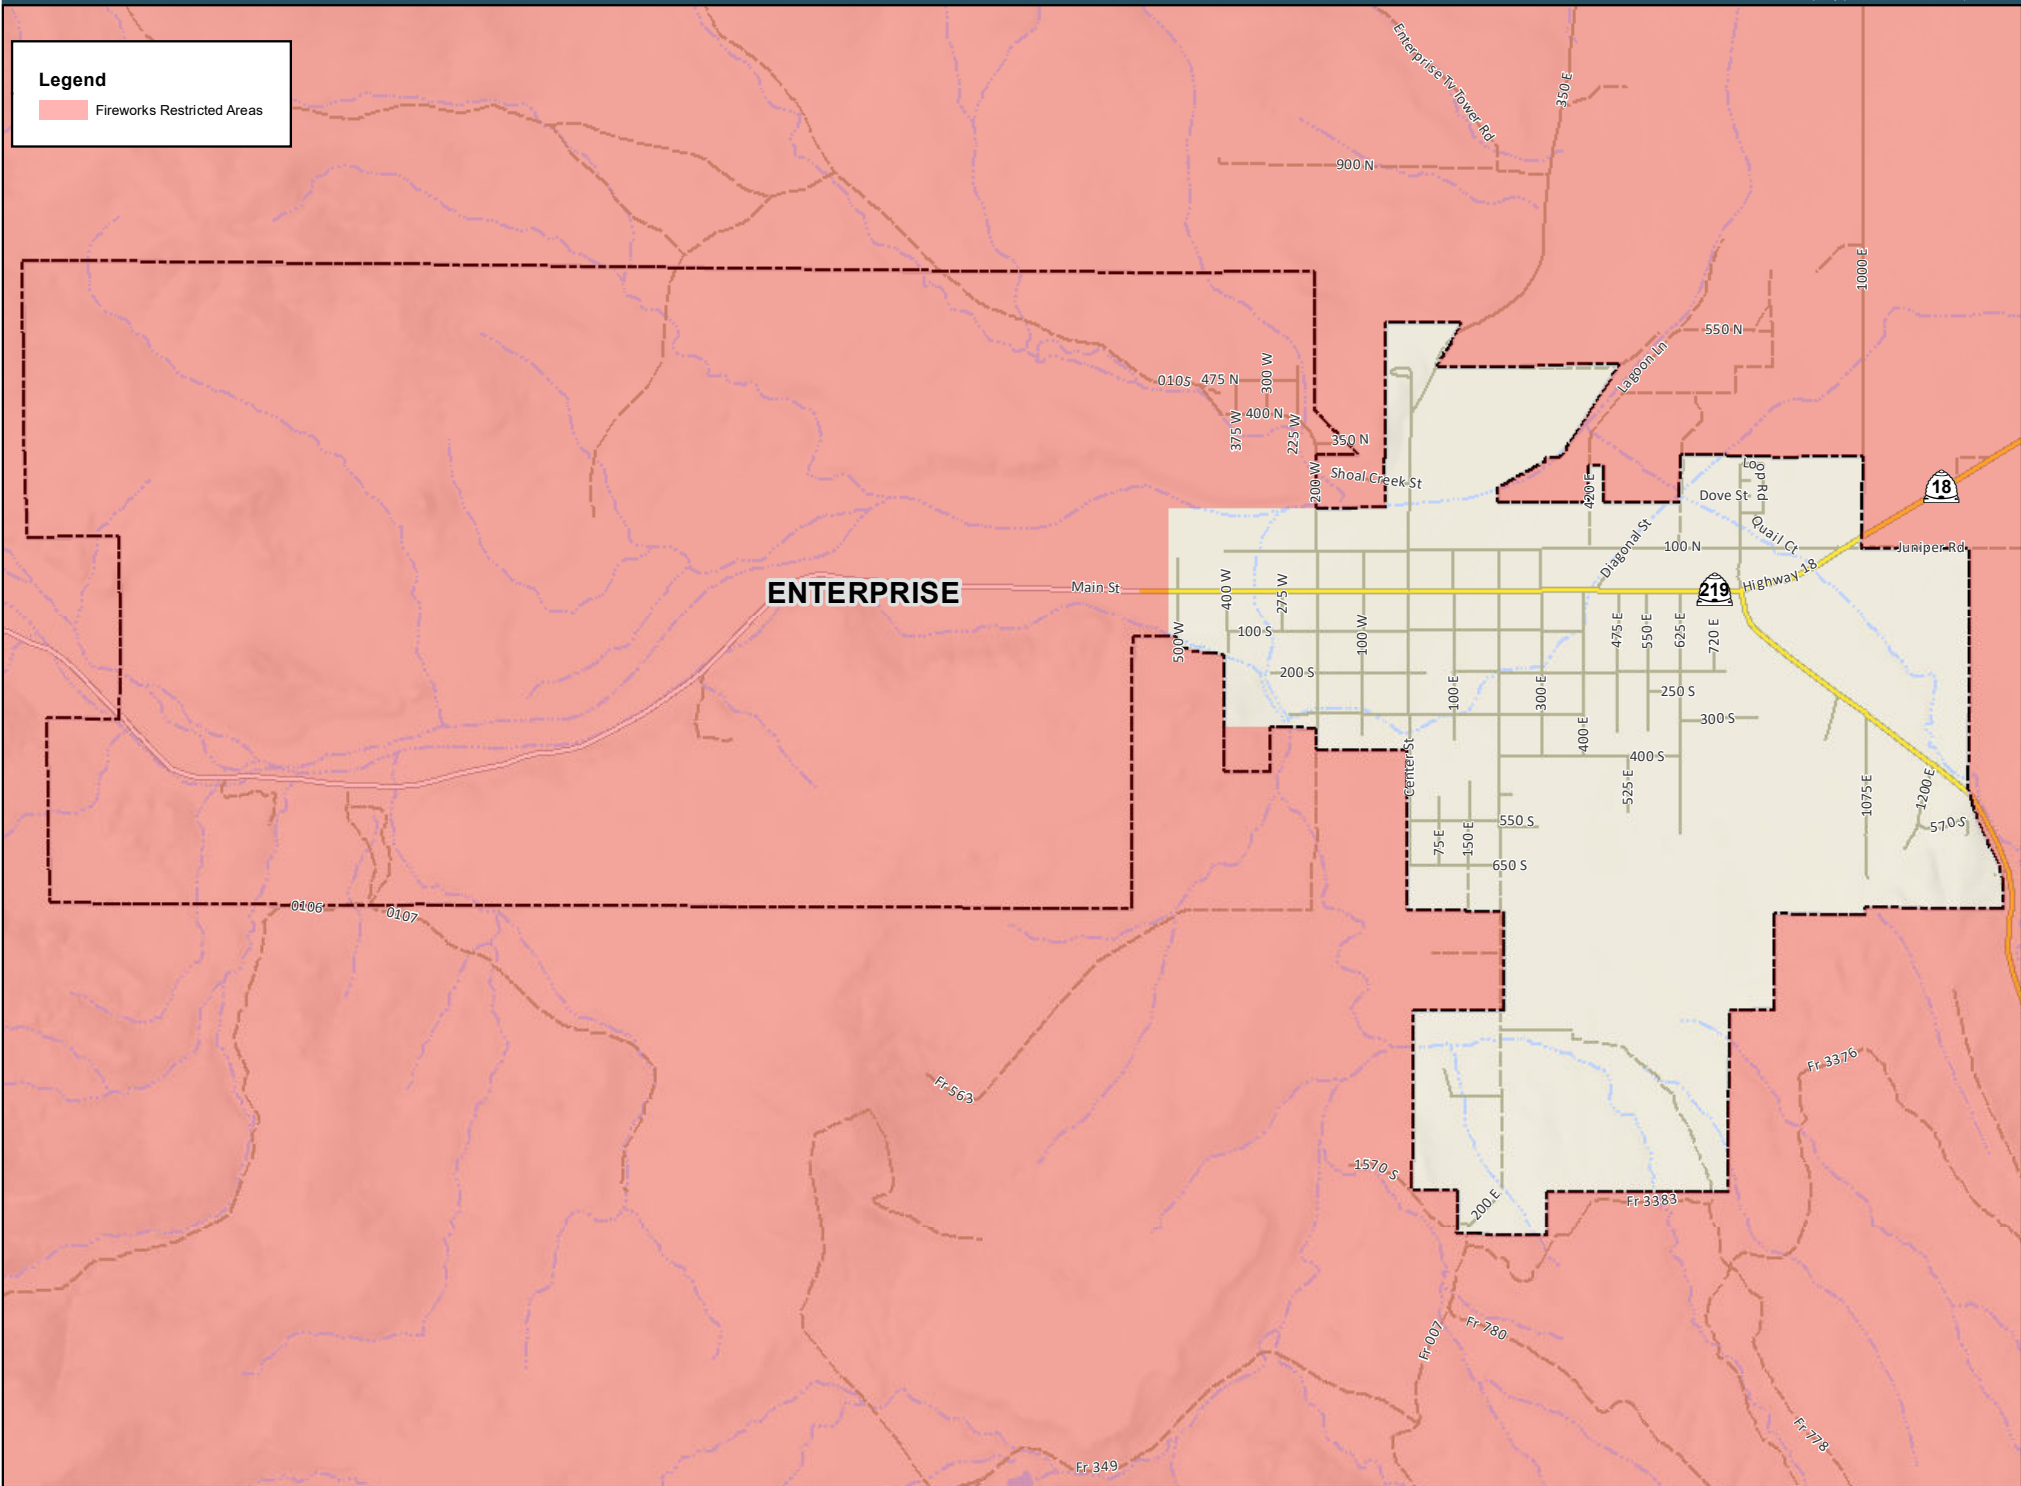 Legend
Fireworks Restricted Areas
Enterprise Tv Tower Rd
350 E
900 N
1000 E
550 N
Lagoon Ln
0105
475 N
300 W
400 N
375 W
225 W
350 N
200 W
Shoal Creek St
420 E
Loop Rd
Dove St
Quail Ct
18
Diagonal St
100 N
Juniper Rd
Highway 18
219
ENTERPRISE
Main St
400 W
275 W
500 W
100 S
100 W
475 E
550 E
625 E
720 E
200 S
100 E
300 E
400 E
250 S
300 S
Center St
400 S
525 E
1075 E
1200 E
570 S
75 E
150 E
550 S
650 S
0106
0107
Fr 563
Fr 3376
1570 S
200 E
Fr 3383
Fr 007
Fr 780
Fr 778
Fr 349